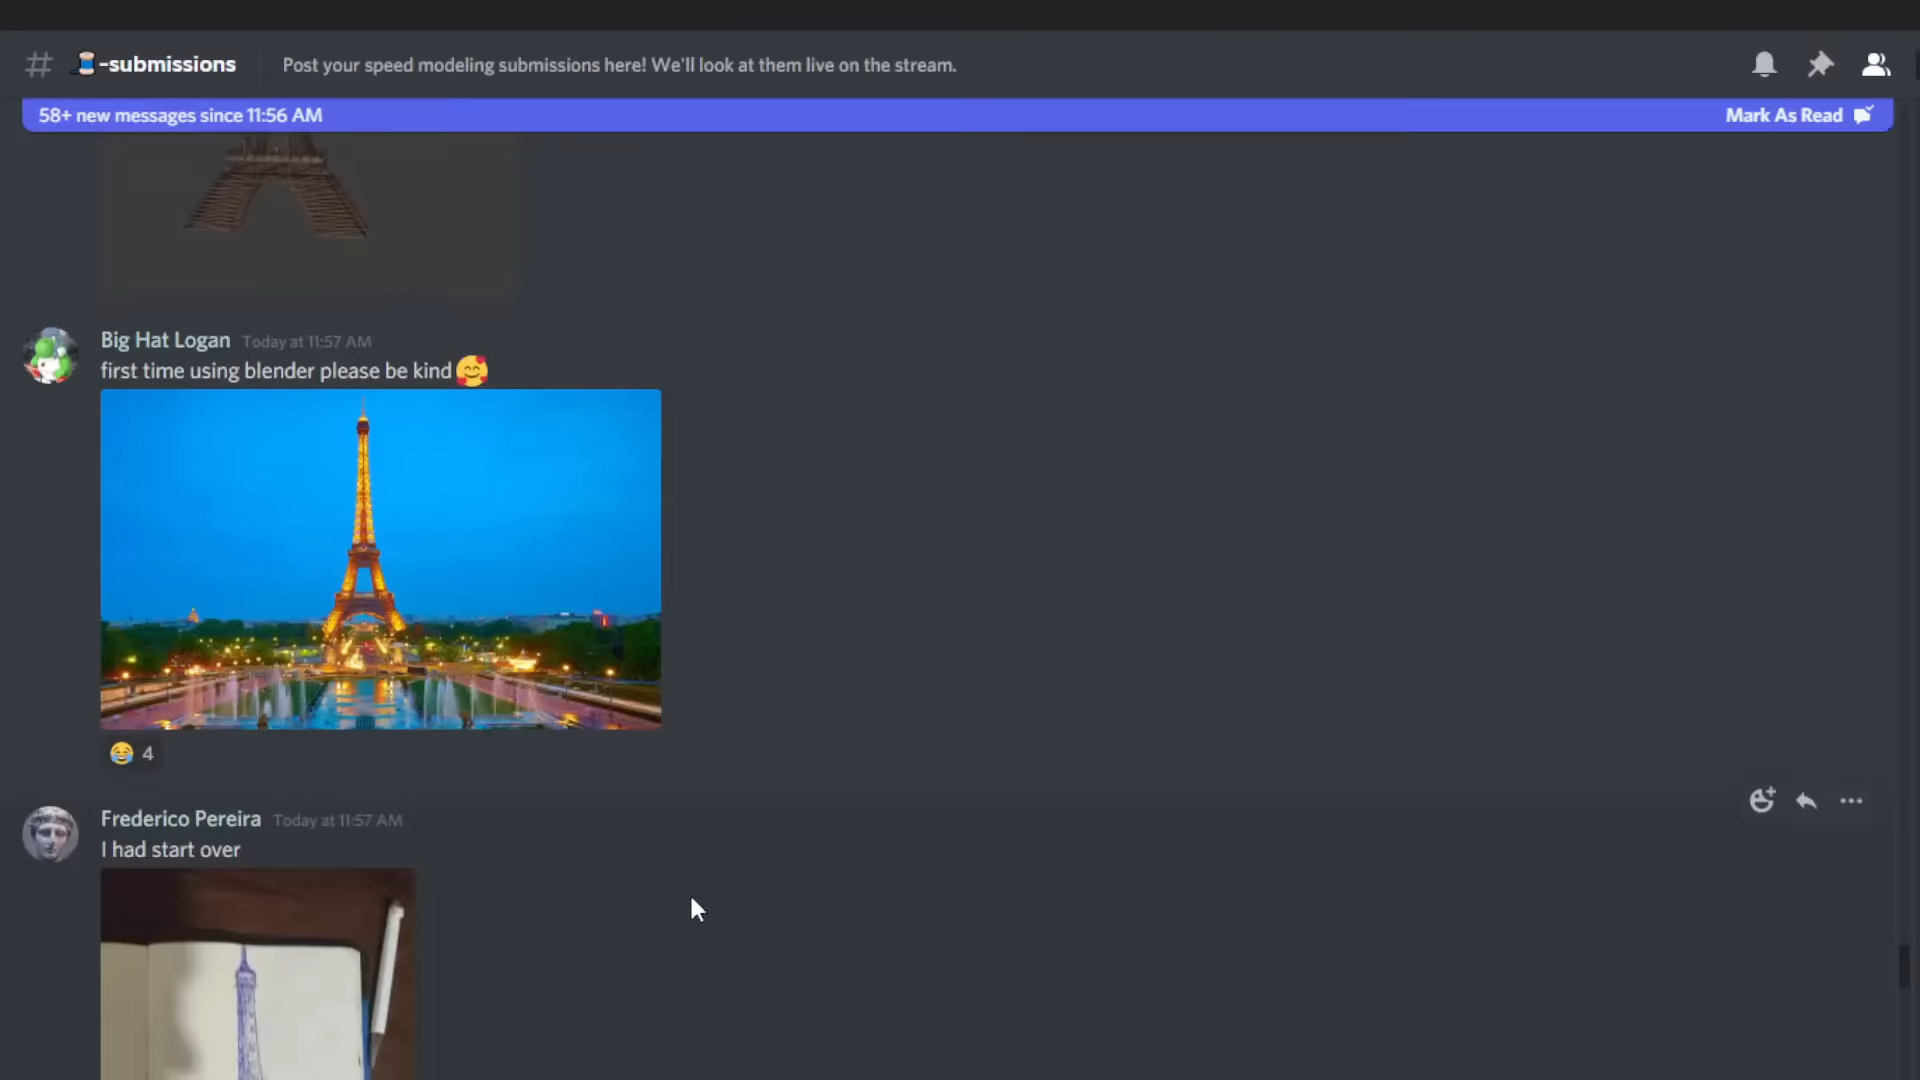 -submissions
Post your speed modeling submissions here! We'll look at them live on the stream.
58+ new messages since 11:56 AM
Mark As Read
Big Hat Logan Today at 11:57 AM
first time using blender please be kind 🥰
😂 4
Frederico Pereira Today at 11:57 AM
I had start over